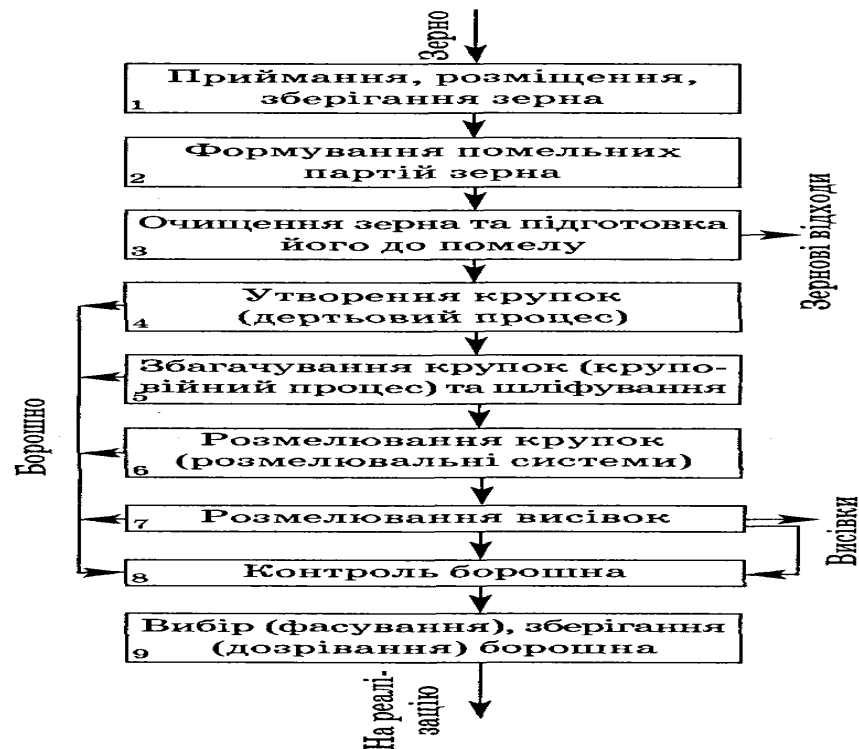 Зерно
Приймання, розміщення,
зберігання зерна
1
Формування помельних
партій зерна
2
Очищення зерна та підготовка
його до помелу
3
Зернові відходи
Утворення крупок
(дертьовий процес)
4
Збагачування крупок (крупо-
війний процес) та шліфування
5
Борошно
Розмелювання крупок
(розмелювальні системи)
6
7
Розмелювання висівок
Висівки
8
Контроль борошна
Вибір (фасування), зберігання
(дозрівання) борошна
9
На реалі-
зацію